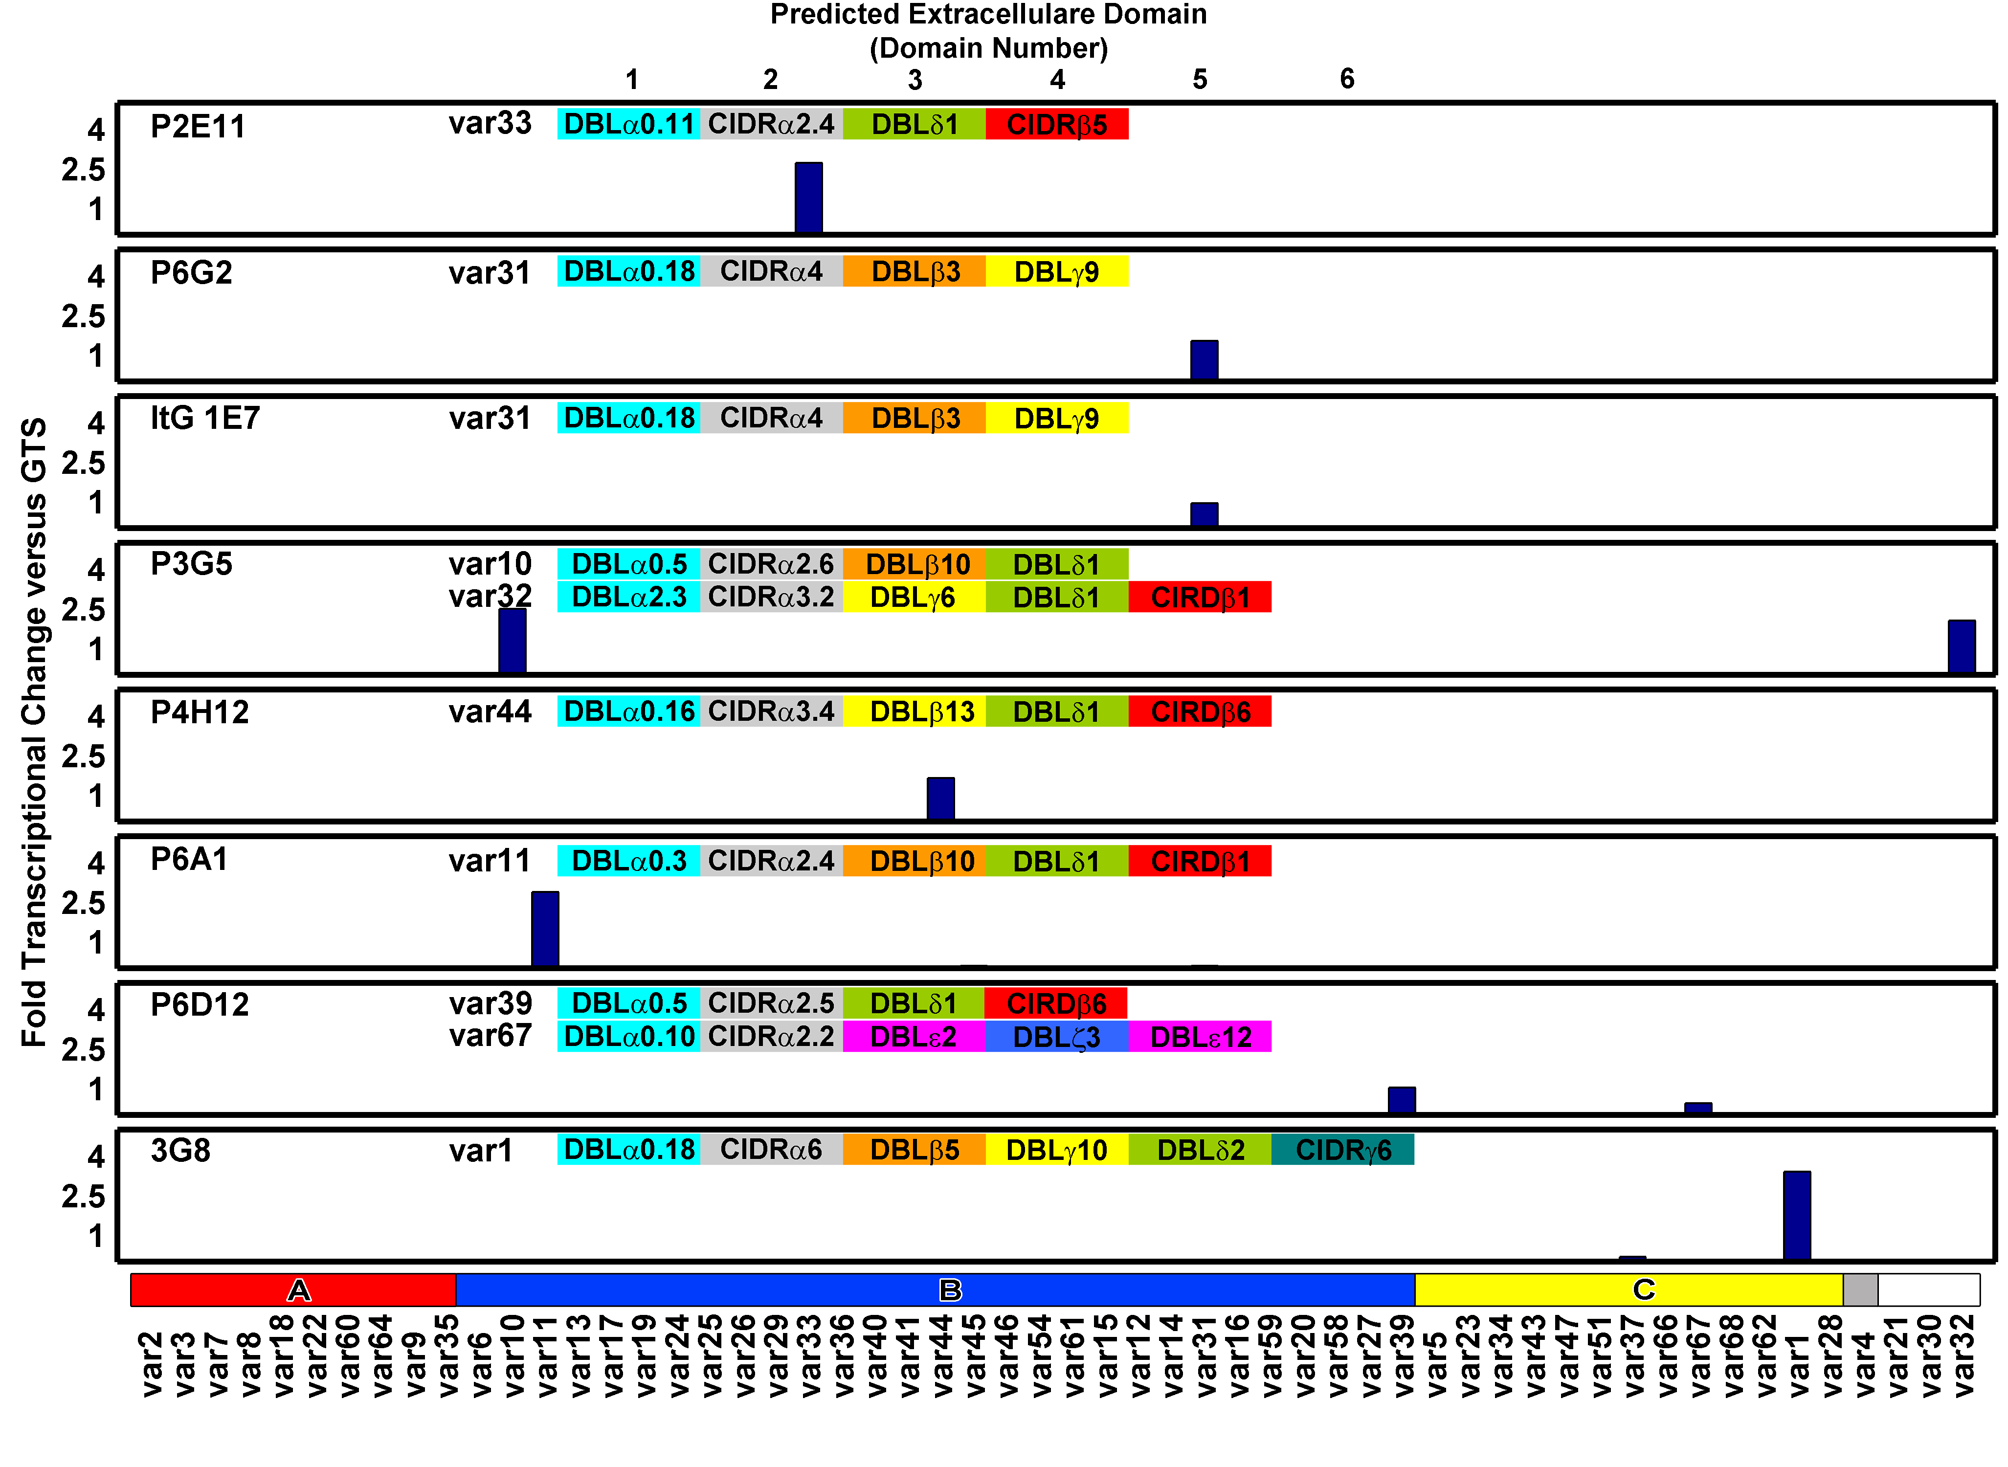 Predicted Extracellulare Domain
(Domain Number)
1 2 3 4 5 6
Fold Transcriptional Change versus GTS
P2E11 var33 DBLα0.11 CIDRα2.4 DBLδ1 CIDRβ5
4
2.5
1
P6G2 var31 DBLα0.18 CIDRα4 DBLβ3 DBLγ9
4
2.5
1
ItG 1E7 var31 DBLα0.18 CIDRα4 DBLβ3 DBLγ9
4
2.5
1
P3G5 var10 DBLα0.5 CIDRα2.6 DBLβ10 DBLδ1
4
var32 DBLα2.3 CIDRα3.2 DBLγ6 DBLδ1 CIRDβ1
2.5
1
P4H12 var44 DBLα0.16 CIDRα3.4 DBLβ13 DBLδ1 CIRDβ6
4
2.5
1
P6A1 var11 DBLα0.3 CIDRα2.4 DBLβ10 DBLδ1 CIRDβ1
4
2.5
1
P6D12 var39 DBLα0.5 CIDRα2.5 DBLδ1 CIRDβ6
4
var67 DBLα0.10 CIDRα2.2 DBLε2 DBLζ3 DBLε12
2.5
1
3G8 var1 DBLα0.18 CIDRα6 DBLβ5 DBLγ10 DBLδ2 CIDRγ6
4
2.5
1
A B C
var2 var3 var7 var8 var18 var22 var60 var64 var9 var35 var6 var10 var11 var13 var17 var19 var24 var25 var26 var29 var33 var36 var40 var41 var44 var45 var46 var54 var61 var15 var12 var14 var31 var16 var59 var20 var58 var27 var39 var5 var23 var34 var43 var47 var51 var37 var66 var67 var68 var62 var1 var28 var4 var21 var30 var32